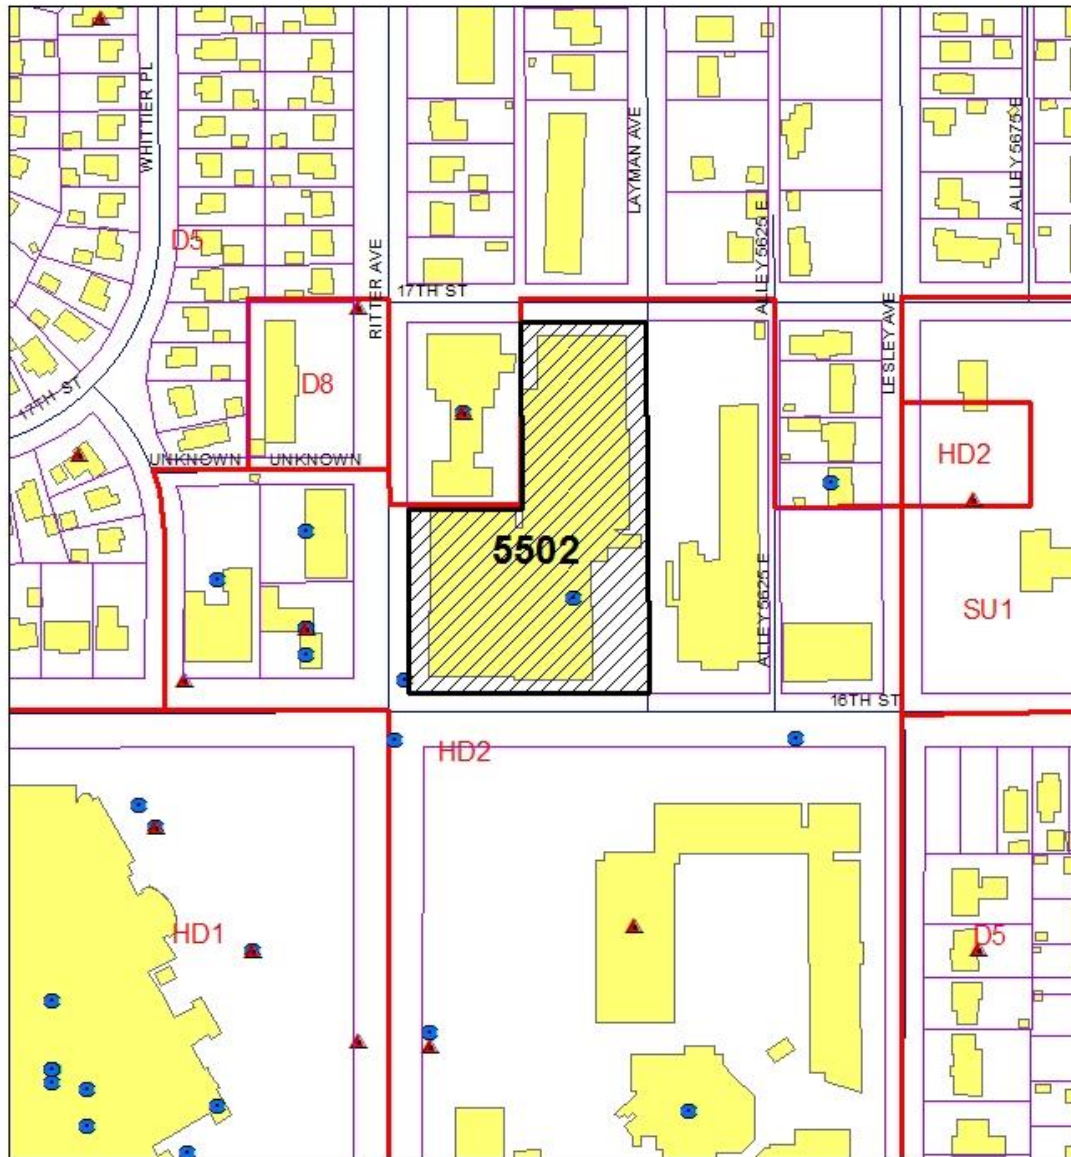 WHITTIER PL
LAYMAN AVE
ALLEY 5675 E
D5
RITTER AVE
ALLEY 5625 E
17TH ST
LESLEY AVE
D8
17TH ST
UNKNOWN
UNKNOWN
HD2
5502
ALLEY 5625 E
SU1
16TH ST
HD2
HD1
D5